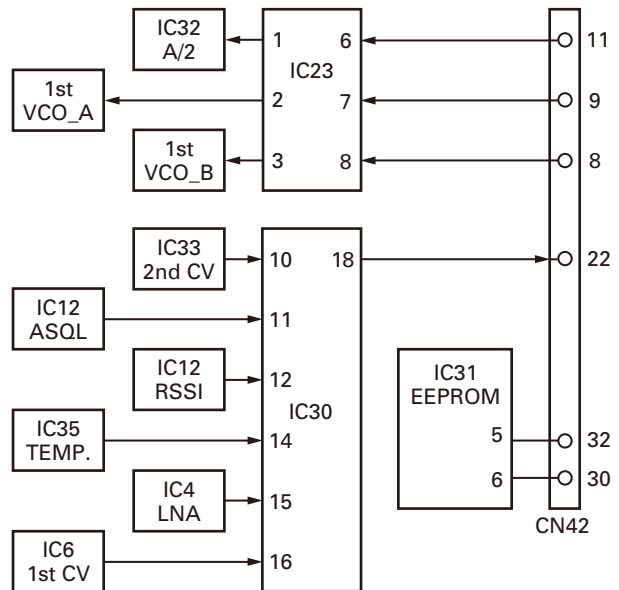 IC32
A/2
1
6
11
IC23
1st
VCO_A
2
7
9
1st
VCO_B
3
8
8
IC33
2nd CV
10
18
22
IC12
ASQL
11
IC12
RSSI
12
IC30
IC31
EEPROM
IC35
TEMP.
14
5
32
IC4
LNA
15
6
30
CN42
IC6
1st CV
16